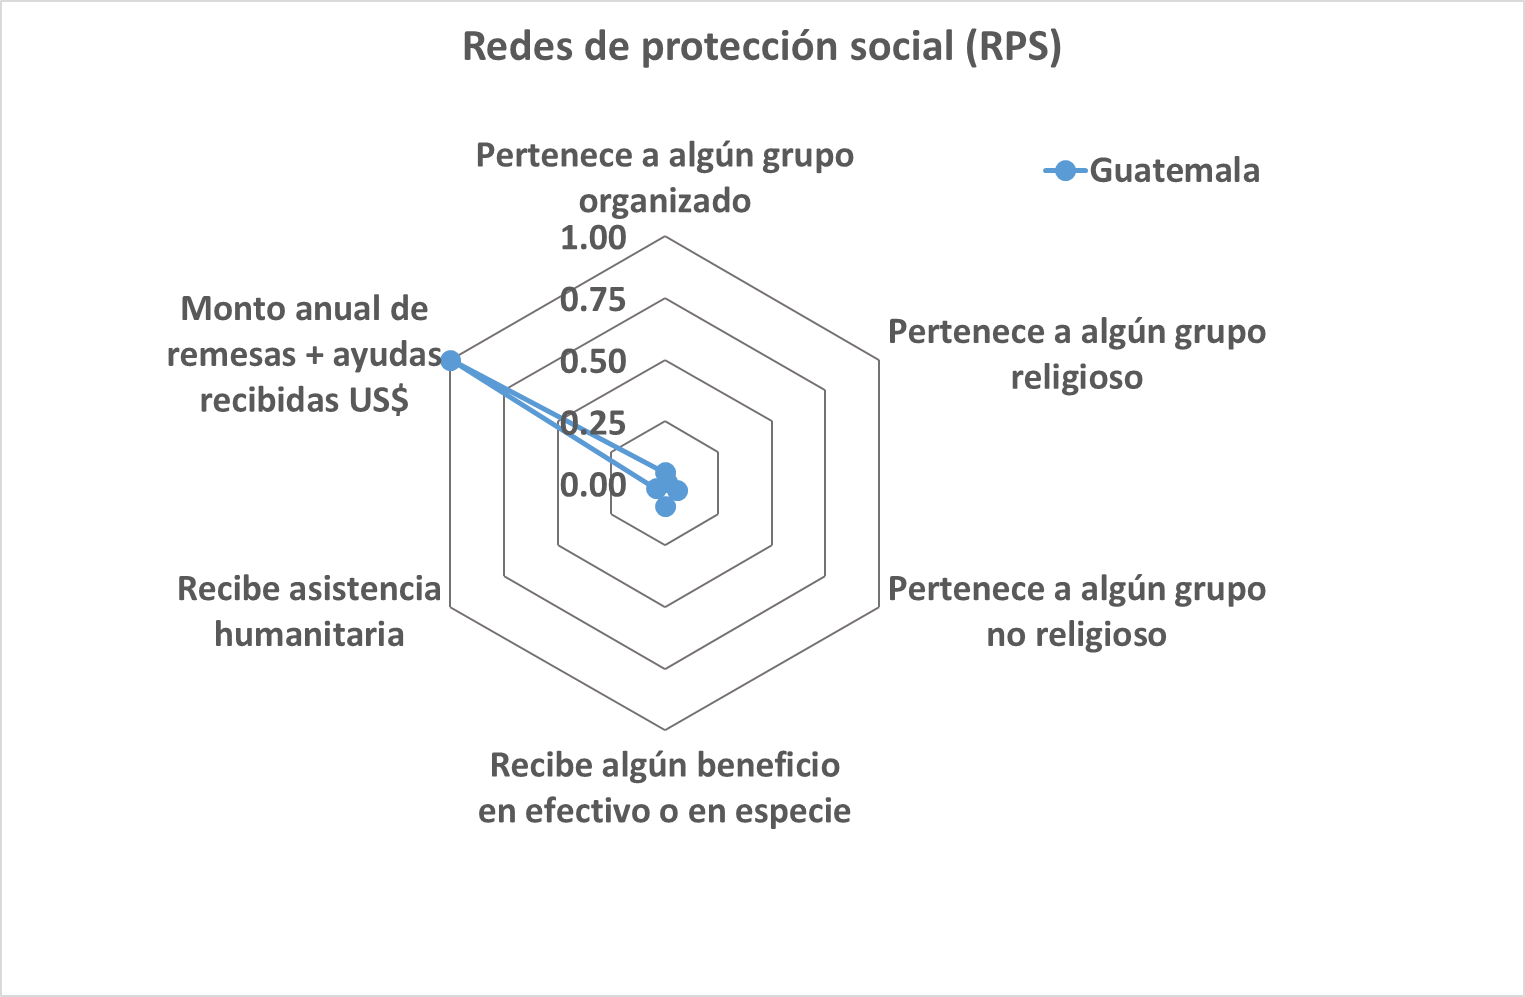 Redes de protección social (RPS)
Pertenece a algún grupo
organizado
Guatemala
1.00
0.75
0.50
0.25
0.00
Monto anual de
remesas + ayudas
recibidas US$
Pertenece a algún grupo
religioso
Recibe asistencia
humanitaria
Pertenece a algún grupo
no religioso
Recibe algún beneficio
en efectivo o en especie